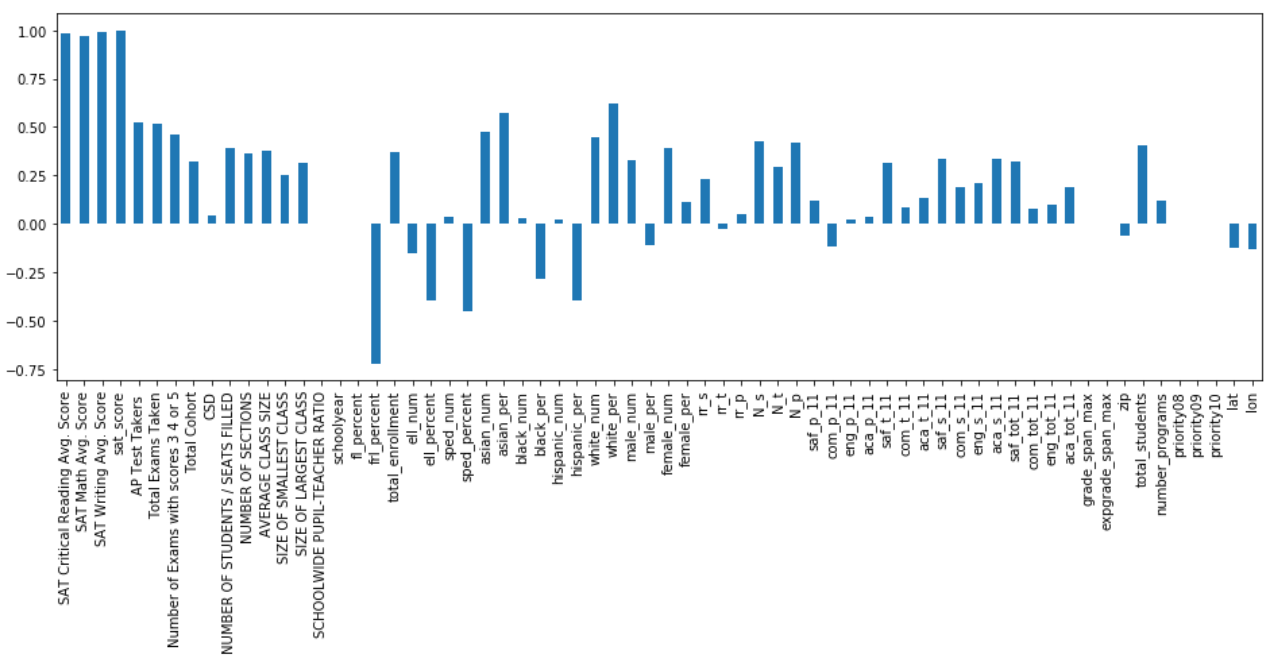 1.00
0.75
0.50
0.25
0.00
−0.25
−0.50
−0.75
SAT Critical Reading Avg. Score
SAT Math Avg. Score
SAT Writing Avg. Score
sat_score
AP Test Takers
Total Exams Taken
Number of Exams with scores 3 4 or 5
Total Cohort
CSD
NUMBER OF STUDENTS / SEATS FILLED
NUMBER OF SECTIONS
AVERAGE CLASS SIZE
SIZE OF SMALLEST CLASS
SIZE OF LARGEST CLASS
SCHOOLWIDE PUPIL-TEACHER RATIO
schoolyear
fl_percent
frl_percent
total_enrollment
ell_num
ell_percent
sped_num
sped_percent
asian_num
asian_per
black_num
black_per
hispanic_num
hispanic_per
white_num
white_per
male_num
male_per
female_num
female_per
rr_s
rr_t
rr_p
N_s
N_t
N_p
saf_p_11
com_p_11
eng_p_11
aca_p_11
saf_t_11
com_t_11
aca_t_11
saf_s_11
com_s_11
eng_s_11
aca_s_11
saf_tot_11
com_tot_11
eng_tot_11
aca_tot_11
grade_span_max
expgrade_span_max
zip
total_students
number_programs
priority08
priority09
priority10
lat
lon